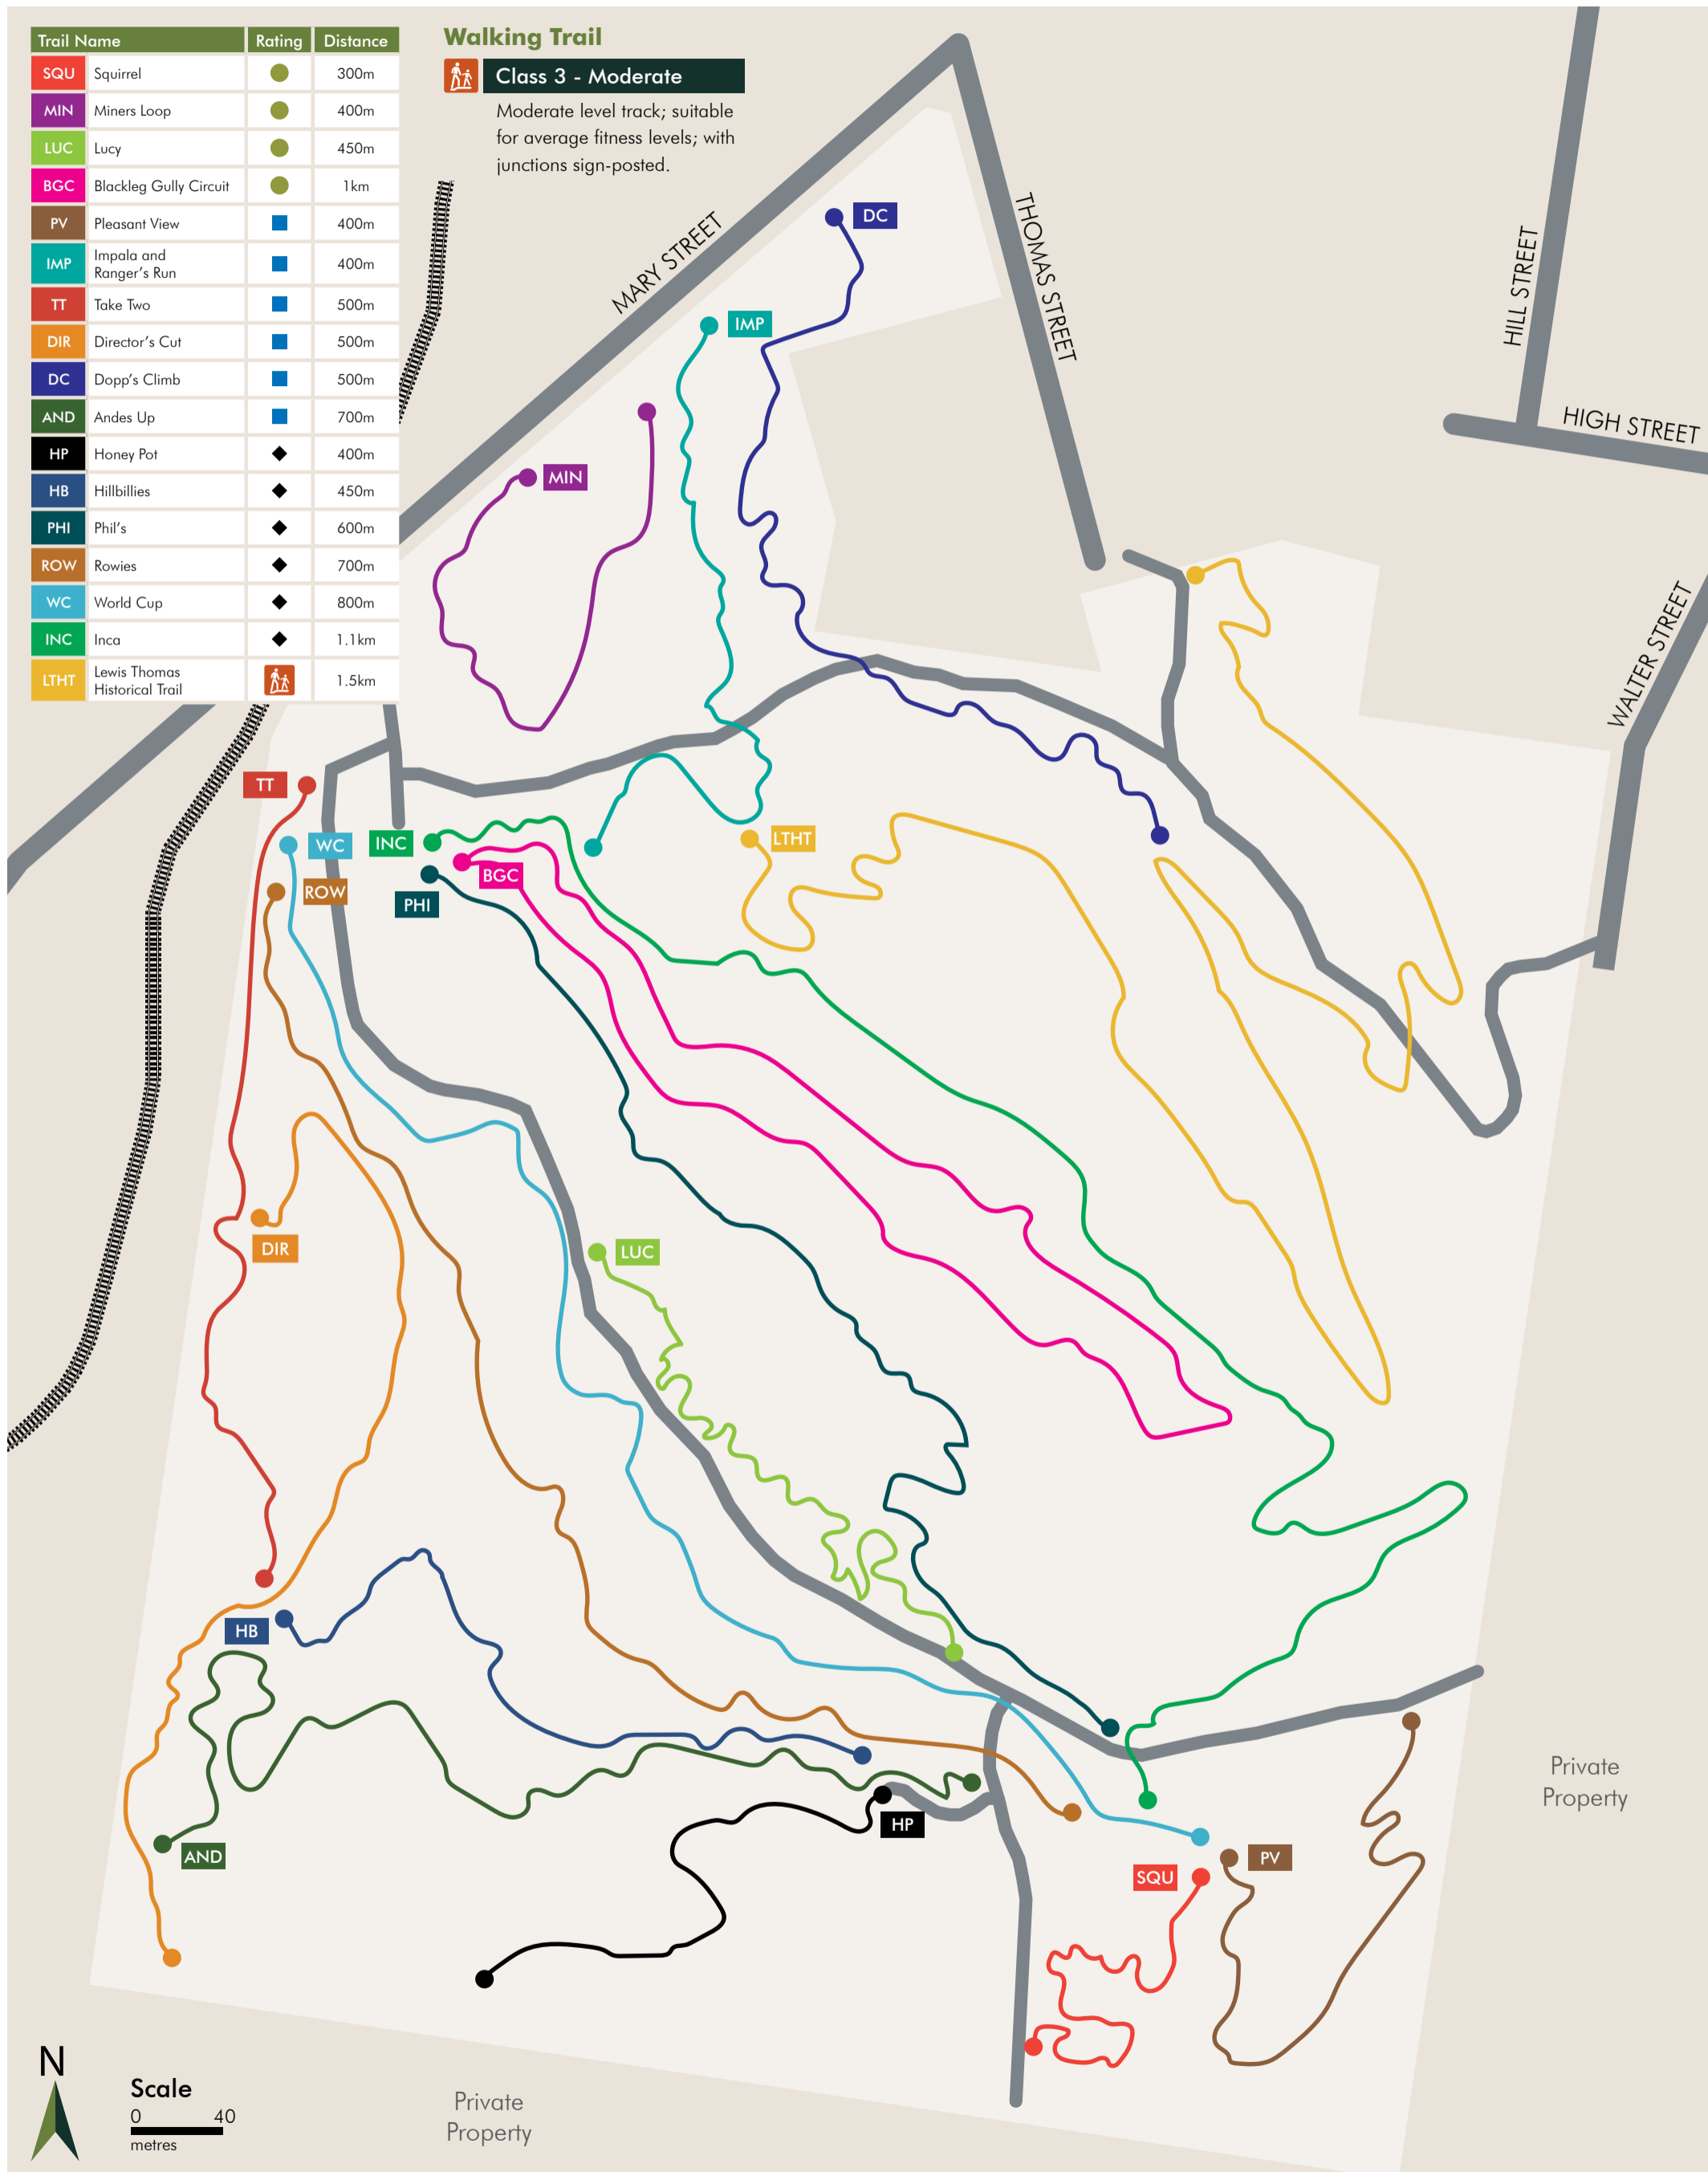 Trail Name Rating Distance
SQU Squirrel 300m
MIN Miners Loop 400m
LUC Lucy 450m
BGC Blackleg Gully Circuit 1km
PV Pleasant View 400m
IMP Impala and
Ranger's Run 400m
TT Take Two 500m
DIR Director's Cut 500m
DC Dopp's Climb 500m
AND Andes Up 700m
HP Honey Pot 400m
HB Hillbillies 450m
PHI Phil's 600m
ROW Rowies 700m
WC World Cup 800m
INC Inca 1.1km
LTHT Lewis Thomas
Historical Trail 1.5km
Walking Trail
Class 3 - Moderate
Moderate level track; suitable
for average fitness levels; with
junctions sign-posted.
MARY STREET
THOMAS STREET
HILL STREET
HIGH STREET
WALTER STREET
DC
IMP
MIN
TT
WC
INC
LTHT
BGC
ROW
PHI
DIR
LUC
HB
AND
HP
SQU
PV
Private
Property
N
Scale
0 40
metres
Private
Property